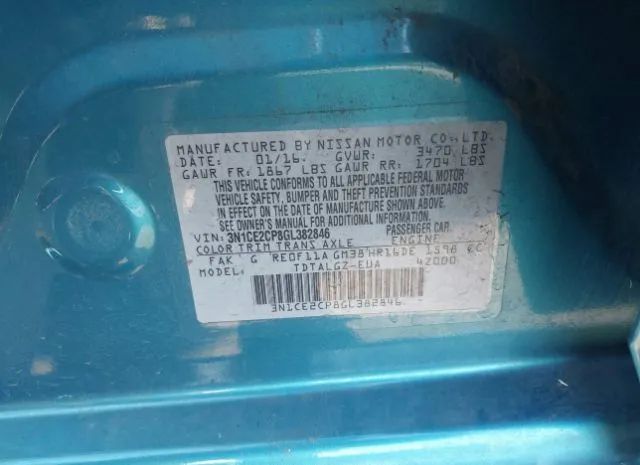 MANUFACTURED BY NISSAN MOTOR CO., LTD.
DATE: 01/16. GVWR: 3470 LBS
GAWR FR: 1867 LBS GAWR RR: 1704 LBS
THIS VEHICLE CONFORMS TO ALL APPLICABLE FEDERAL MOTOR
VEHICLE SAFETY, BUMPER AND THEFT PREVENTION STANDARDS
IN EFFECT ON THE DATE OF MANUFACTURE SHOWN ABOVE.
SEE OWNER'S MANUAL FOR ADDITIONAL INFORMATION.
VIN: 3N1CE2CP8GL382846 PASSENGER CAR
COLOR TRIM TRANS AXLE ENGINE
FAK G RE0F11A GM38 HR16DE 1598 CC
MODEL: TDTALGZ-EUA 42000
3N1CE2CP8GL382846